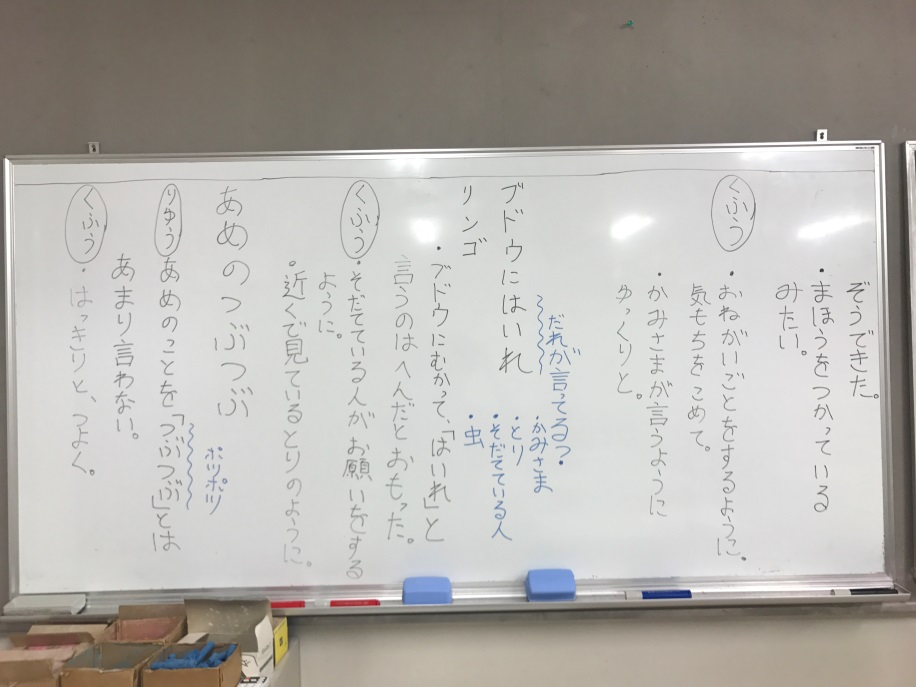 ぞうできた。
・まほうをつかっている
みたい。
くふう
・おねがいごとをするように。
気もちをこめて。
・かみさまが言うように
ゆっくりと。
だれが言ってるっ・
・かみさま
・とり
・そだてている人
・虫
ブドウにはいれ
リンゴ
・ブドウにむかって、「はいれ」と
言うのはへんだとおもった。
くふう
・そだてている人がお願いをする
ように。
・近くで見ているとりのように。
あめのつぶつぶ
ポツポツ
りゆう
あめのことを「つぶつぶ」とは
あまり言わない。
くふう
・はっきりと、つよく。